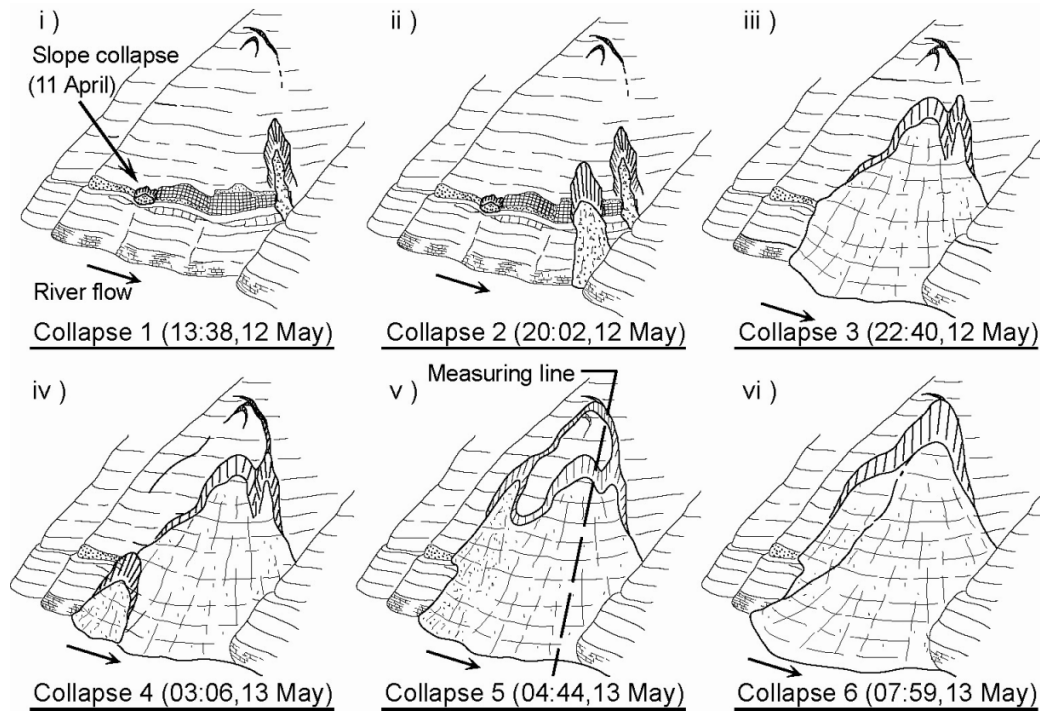 i )
Slope collapse
(11 April)
River flow
Collapse 1 (13:38,12 May)
ii )
Collapse 2 (20:02,12 May)
iii )
Collapse 3 (22:40,12 May)
iv )
Collapse 4 (03:06,13 May)
v )
Measuring line
Collapse 5 (04:44,13 May)
vi )
Collapse 6 (07:59,13 May)